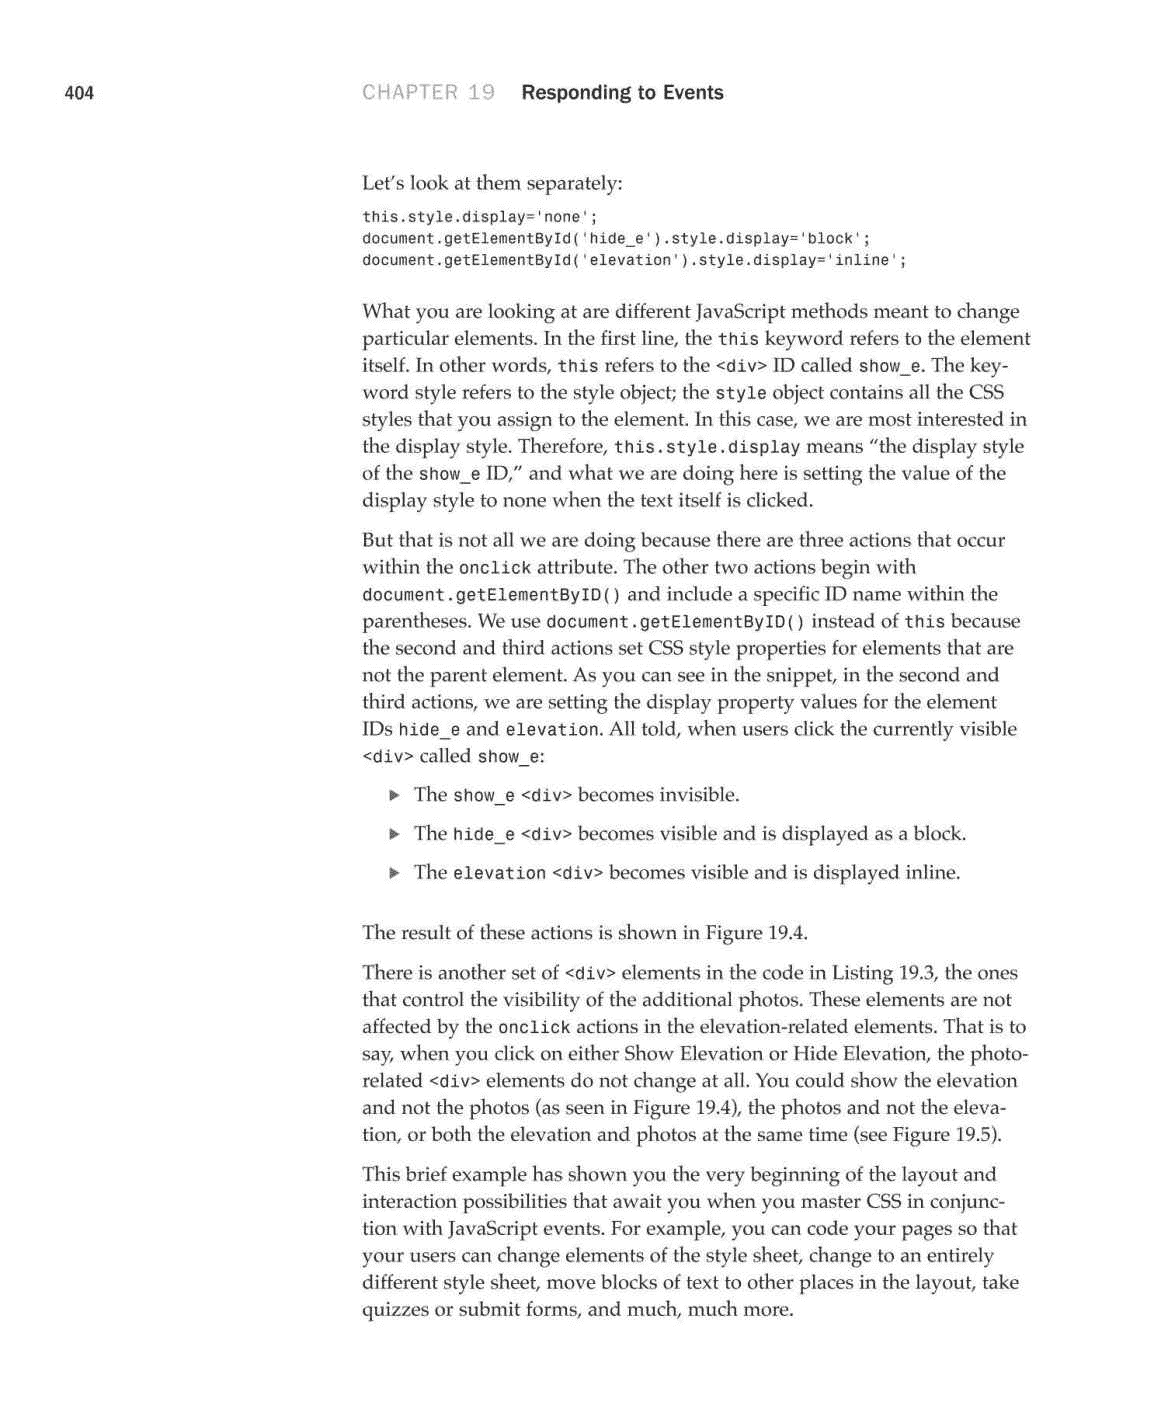 404
CHAPTER 19 Responding to Events
Let’s look at them separately:
this.style.display='none';
document.getElementById('hide_e').style.display='block';
document.getElementById('elevation').style.display='inline';
What you are looking at are different JavaScript methods meant to change
particular elements. In the first line, the this keyword refers to the element
itself. In other words, this refers to the <div> ID called show_e. The key-
word style refers to the style object; the style object contains all the CSS
styles that you assign to the element. In this case, we are most interested in
the display style. Therefore, this.style.display means “the display style
of the show_e ID,” and what we are doing here is setting the value of the
display style to none when the text itself is clicked.
But that is not all we are doing because there are three actions that occur
within the onclick attribute. The other two actions begin with
document.getElementByID() and include a specific ID name within the
parentheses. We use document.getElementByID() instead of this because
the second and third actions set CSS style properties for elements that are
not the parent element. As you can see in the snippet, in the second and
third actions, we are setting the display property values for the element
IDs hide_e and elevation. All told, when users click the currently visible
<div> called show_e:
▶ The show_e <div> becomes invisible.
▶ The hide_e <div> becomes visible and is displayed as a block.
▶ The elevation <div> becomes visible and is displayed inline.
The result of these actions is shown in Figure 19.4.
There is another set of <div> elements in the code in Listing 19.3, the ones
that control the visibility of the additional photos. These elements are not
affected by the onclick actions in the elevation-related elements. That is to
say, when you click on either Show Elevation or Hide Elevation, the photo-
related <div> elements do not change at all. You could show the elevation
and not the photos (as seen in Figure 19.4), the photos and not the eleva-
tion, or both the elevation and photos at the same time (see Figure 19.5).
This brief example has shown you the very beginning of the layout and
interaction possibilities that await you when you master CSS in conjunc-
tion with JavaScript events. For example, you can code your pages so that
your users can change elements of the style sheet, change to an entirely
different style sheet, move blocks of text to other places in the layout, take
quizzes or submit forms, and much, much more.